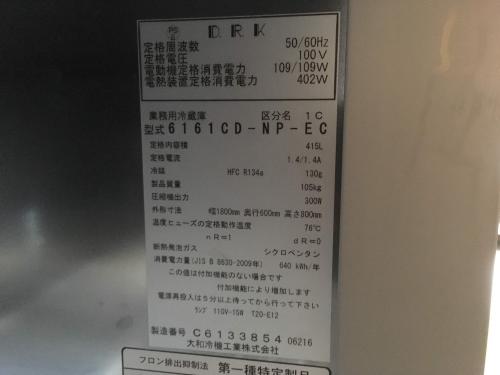 PS E D.R.K
定格周波数 50/60Hz
定格電圧 100V
電動機定格消費電力 109/109W
電熱装置定格消費電力 402W
業務用冷蔵庫 区分名 1C
型式 6161CD-NP-EC
定格内容積 415L
定格電流 1.4/1.4A
冷媒 HFC R134a 130g
製品質量 105kg
圧縮機出力 300W
外形寸法 幅1800mm 奥行600mm 高さ800mm
温度ヒューズの定格動作温度 76℃
nR=1 dR=0
断熱発泡ガス シクロペンタン
消費電力量(JIS B 8630-2009年) 640 kWh/年
この値は付加機能のない場合です
付加機能により増加します
電源再投入は5分以上待ってから行って下さい
ランプ 110V-15W T20-E12
製造番号 C6133854 06216
大和冷機工業株式会社
フロン排出抑制法 第一種特定製品